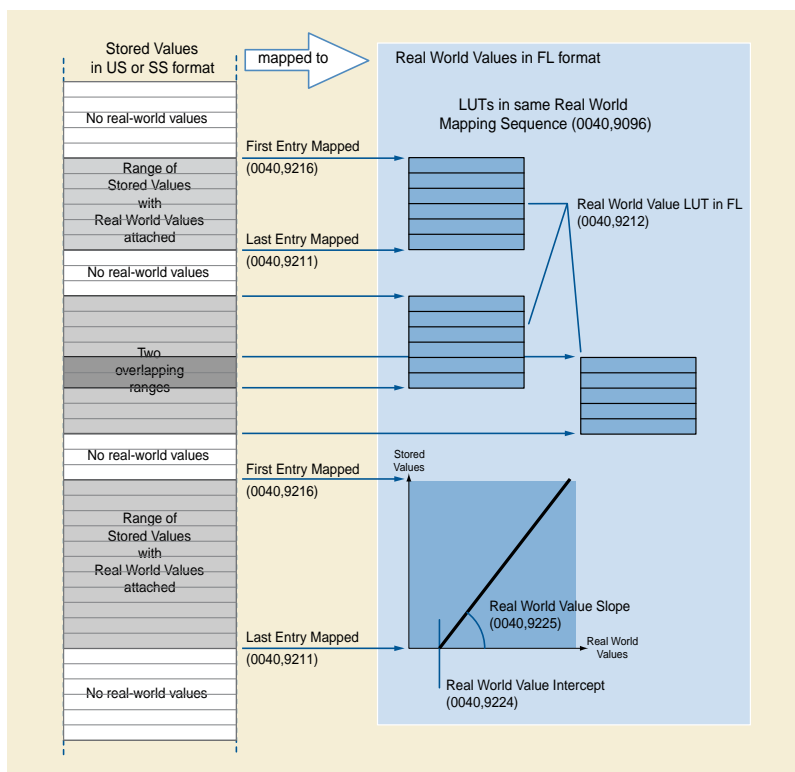 Stored Values
in US or SS format
mapped to
Real World Values in FL format
LUTs in same Real World
Mapping Sequence (0040,9096)
No real-world values
First Entry Mapped
(0040,9216)
Range of
Stored Values
with
Real World Values
attached
Real World Value LUT in FL
(0040,9212)
Last Entry Mapped
(0040,9211)
No real-world values
Two
overlapping
ranges
No real-world values
First Entry Mapped
(0040,9216)
Stored
Values
Range of
Stored Values
with
Real World Values
attached
Real World Value Slope
(0040,9225)
Last Entry Mapped
(0040,9211)
Real World
Values
No real-world values
Real World Value Intercept
(0040,9224)